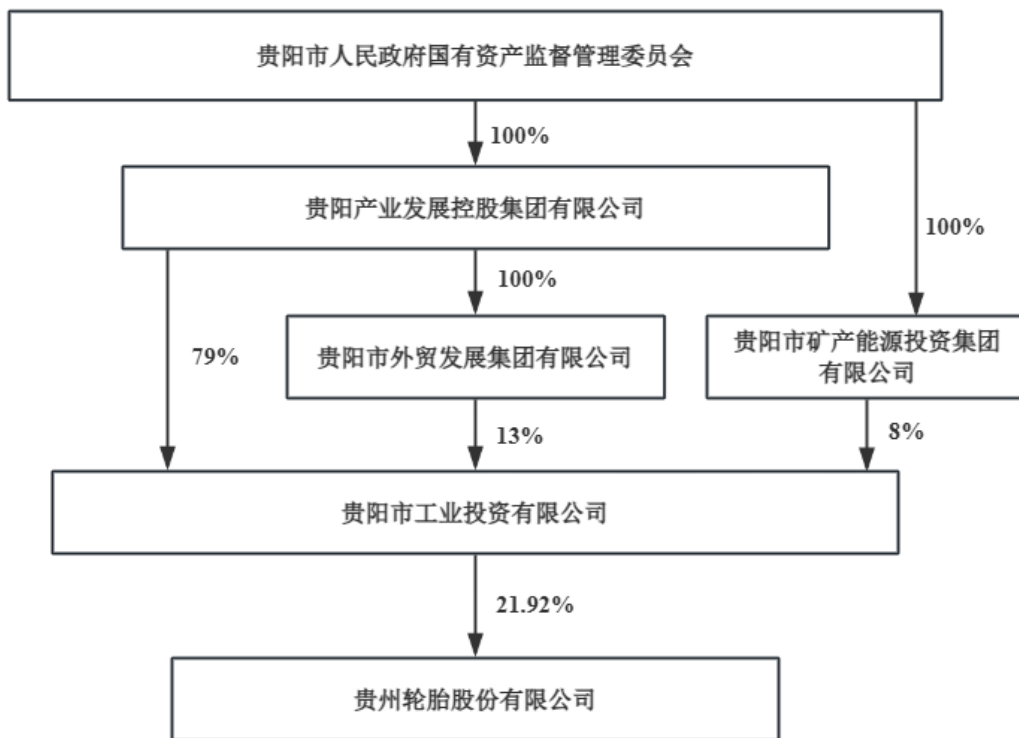 贵阳市人民政府国有资产监督管理委员会
100%
贵阳产业发展控股集团有限公司
100%
100%
79%
贵阳市外贸发展集团有限公司
贵阳市矿产能源投资集团
有限公司
13%
8%
贵阳市工业投资有限公司
21.92%
贵州轮胎股份有限公司